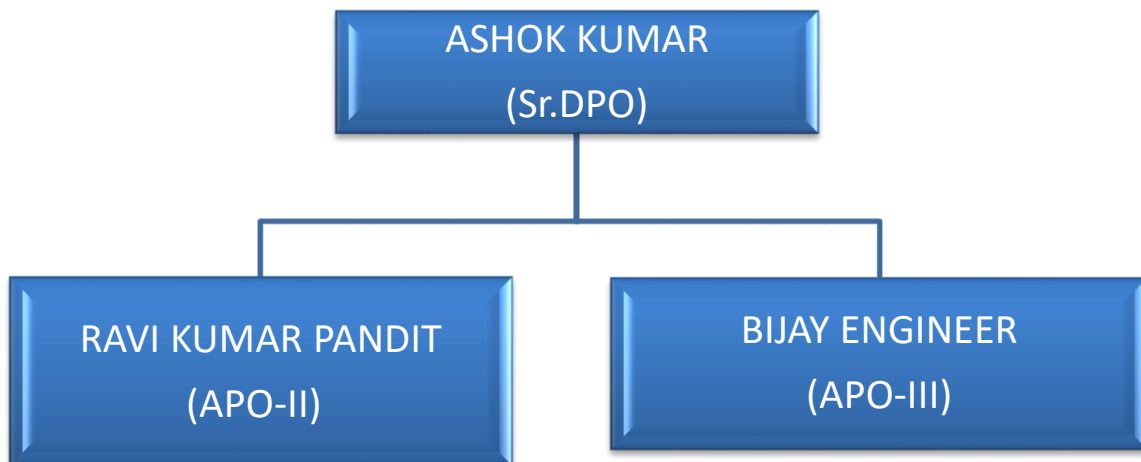 ASHOK KUMAR
(Sr.DPO)
RAVI KUMAR PANDIT
(APO-II)
BIJAY ENGINEER
(APO-III)